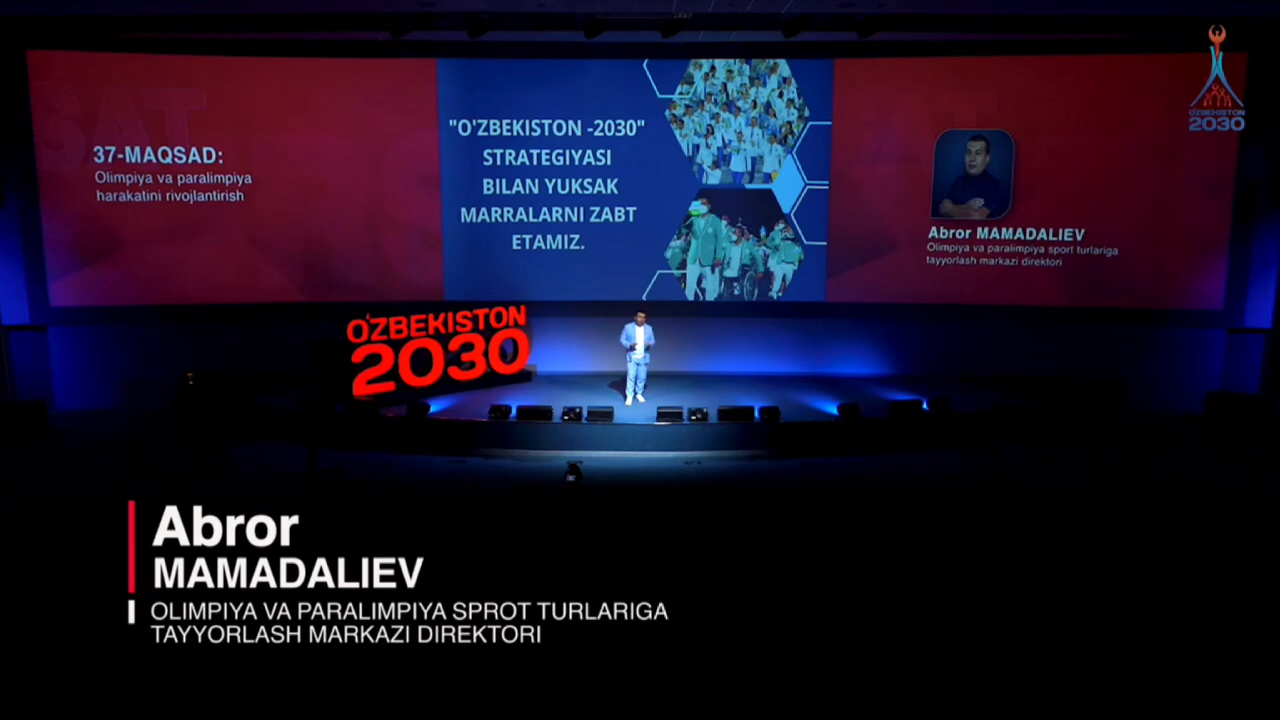 SAT
37-MAQSAD:
Olimpiya va paralimpiya
harakatini rivojlantirish
"O'ZBEKISTON -2030"
STRATEGIYASI
BILAN YUKSAK
MARRALARNI ZABT
ETAMIZ.
O'ZBEKISTON
2030
Abror MAMADALIEV
Olimpiya va paralimpiya sport turlariga
tayyorlash markazi direktori
O'ZBEKISTON
2030
Abror
MAMADALIEV
OLIMPIYA VA PARALIMPIYA SPROT TURLARIGA
TAYYORLASH MARKAZI DIREKTORI